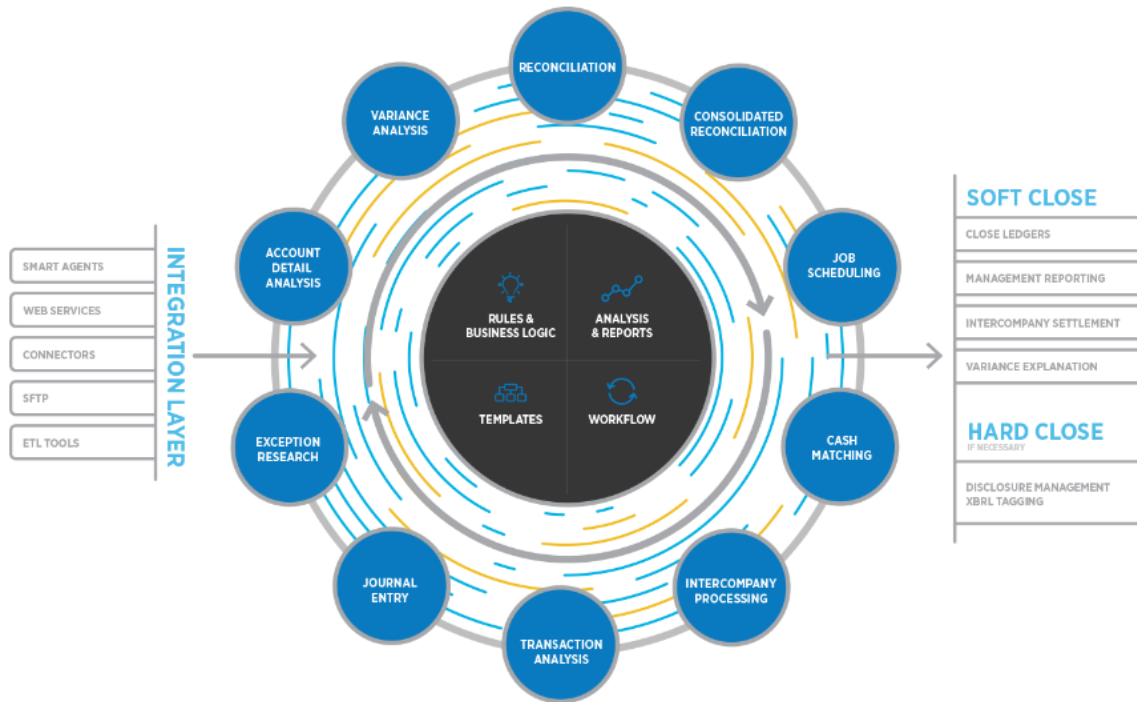 RECONCILIATION
CONSOLIDATED
RECONCILIATION
JOB
SCHEDULING
CASH
MATCHING
INTERCOMPANY
PROCESSING
TRANSACTION
ANALYSIS
JOURNAL
ENTRY
EXCEPTION
RESEARCH
ACCOUNT
DETAIL
ANALYSIS
VARIANCE
ANALYSIS
RULES &
BUSINESS LOGIC
ANALYSIS
& REPORTS
TEMPLATES
WORKFLOW
INTEGRATION LAYER
SMART AGENTS
WEB SERVICES
CONNECTORS
SFTP
ETL TOOLS
SOFT CLOSE
CLOSE LEDGERS
MANAGEMENT REPORTING
INTERCOMPANY SETTLEMENT
VARIANCE EXPLANATION
HARD CLOSE
IF NECESSARY
DISCLOSURE MANAGEMENT
XBRL TAGGING